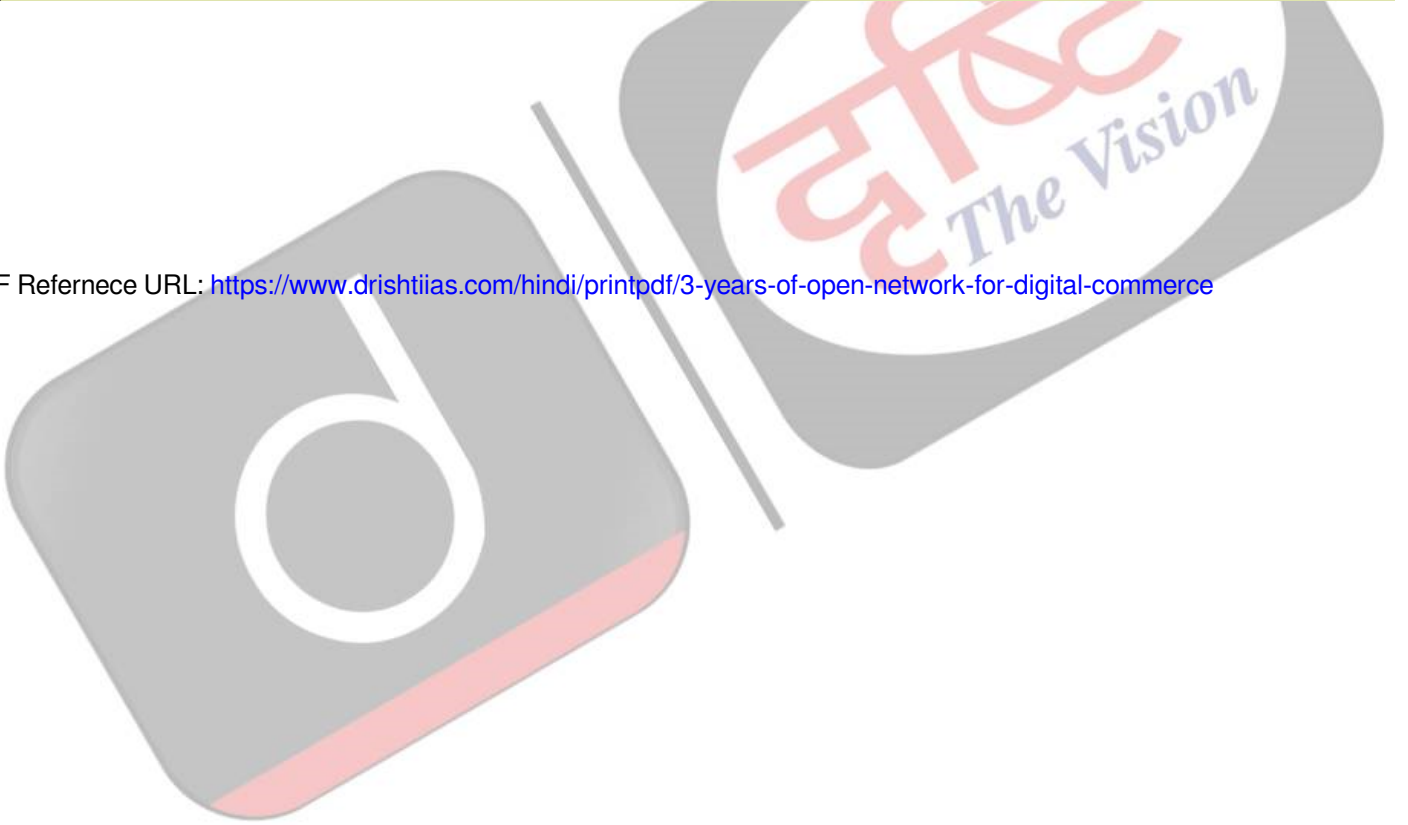 दृष्टि
The Vision
F Refernece URL: https://www.drishtiias.com/hindi/printpdf/3-years-of-open-network-for-digital-commerce